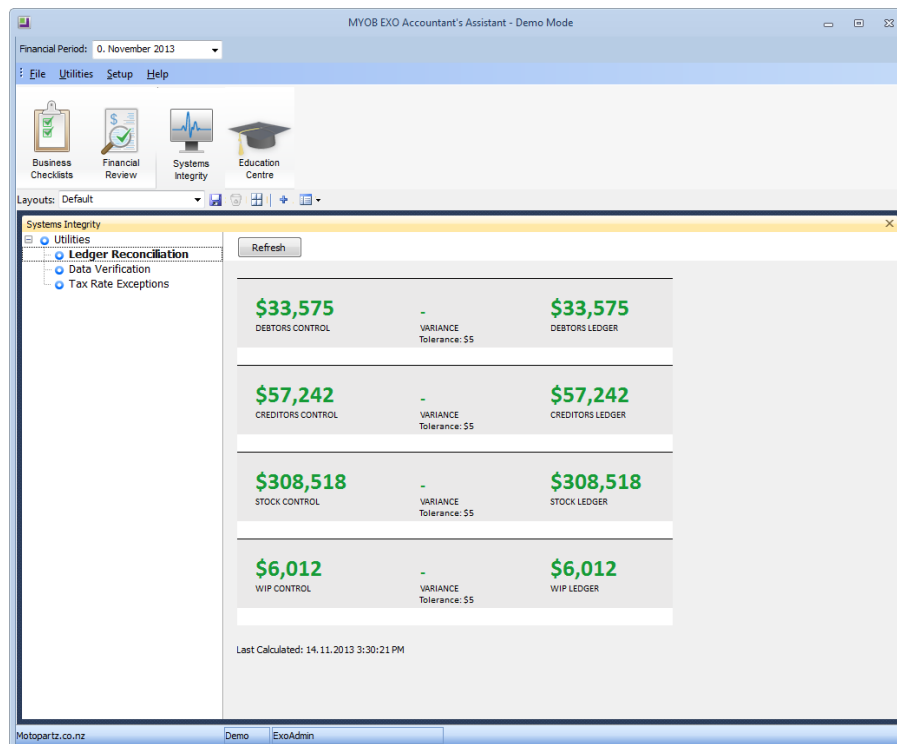 MYOB EXO Accountant's Assistant - Demo Mode
Financial Period: 0. November 2013
File Utilities Setup Help
Business Checklists
Financial Review
Systems Integrity
Education Centre
Layouts: Default
Systems Integrity
Utilities
Ledger Reconciliation
Data Verification
Tax Rate Exceptions
Refresh
$33,575 - $33,575
DEBTORS CONTROL VARIANCE DEBTORS LEDGER
Tolerance: $5
$57,242 - $57,242
CREDITORS CONTROL VARIANCE CREDITORS LEDGER
Tolerance: $5
$308,518 - $308,518
STOCK CONTROL VARIANCE STOCK LEDGER
Tolerance: $5
$6,012 - $6,012
WIP CONTROL VARIANCE WIP LEDGER
Tolerance: $5
Last Calculated: 14.11.2013 3:30:21 PM
Motopartz.co.nz Demo ExoAdmin